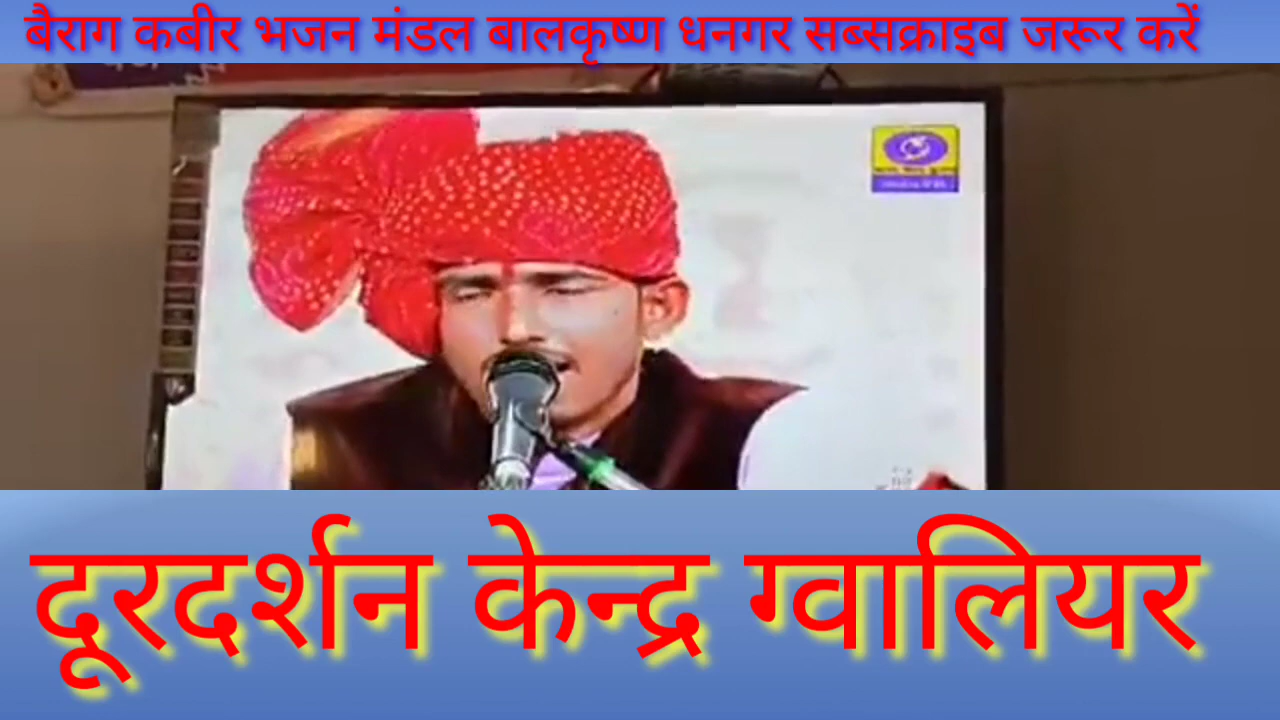 बैराग कबीर भजन मंडल बालकृष्ण धनगर सब्सक्राइब जरूर करें
दूरदर्शन केन्द्र ग्वालियर